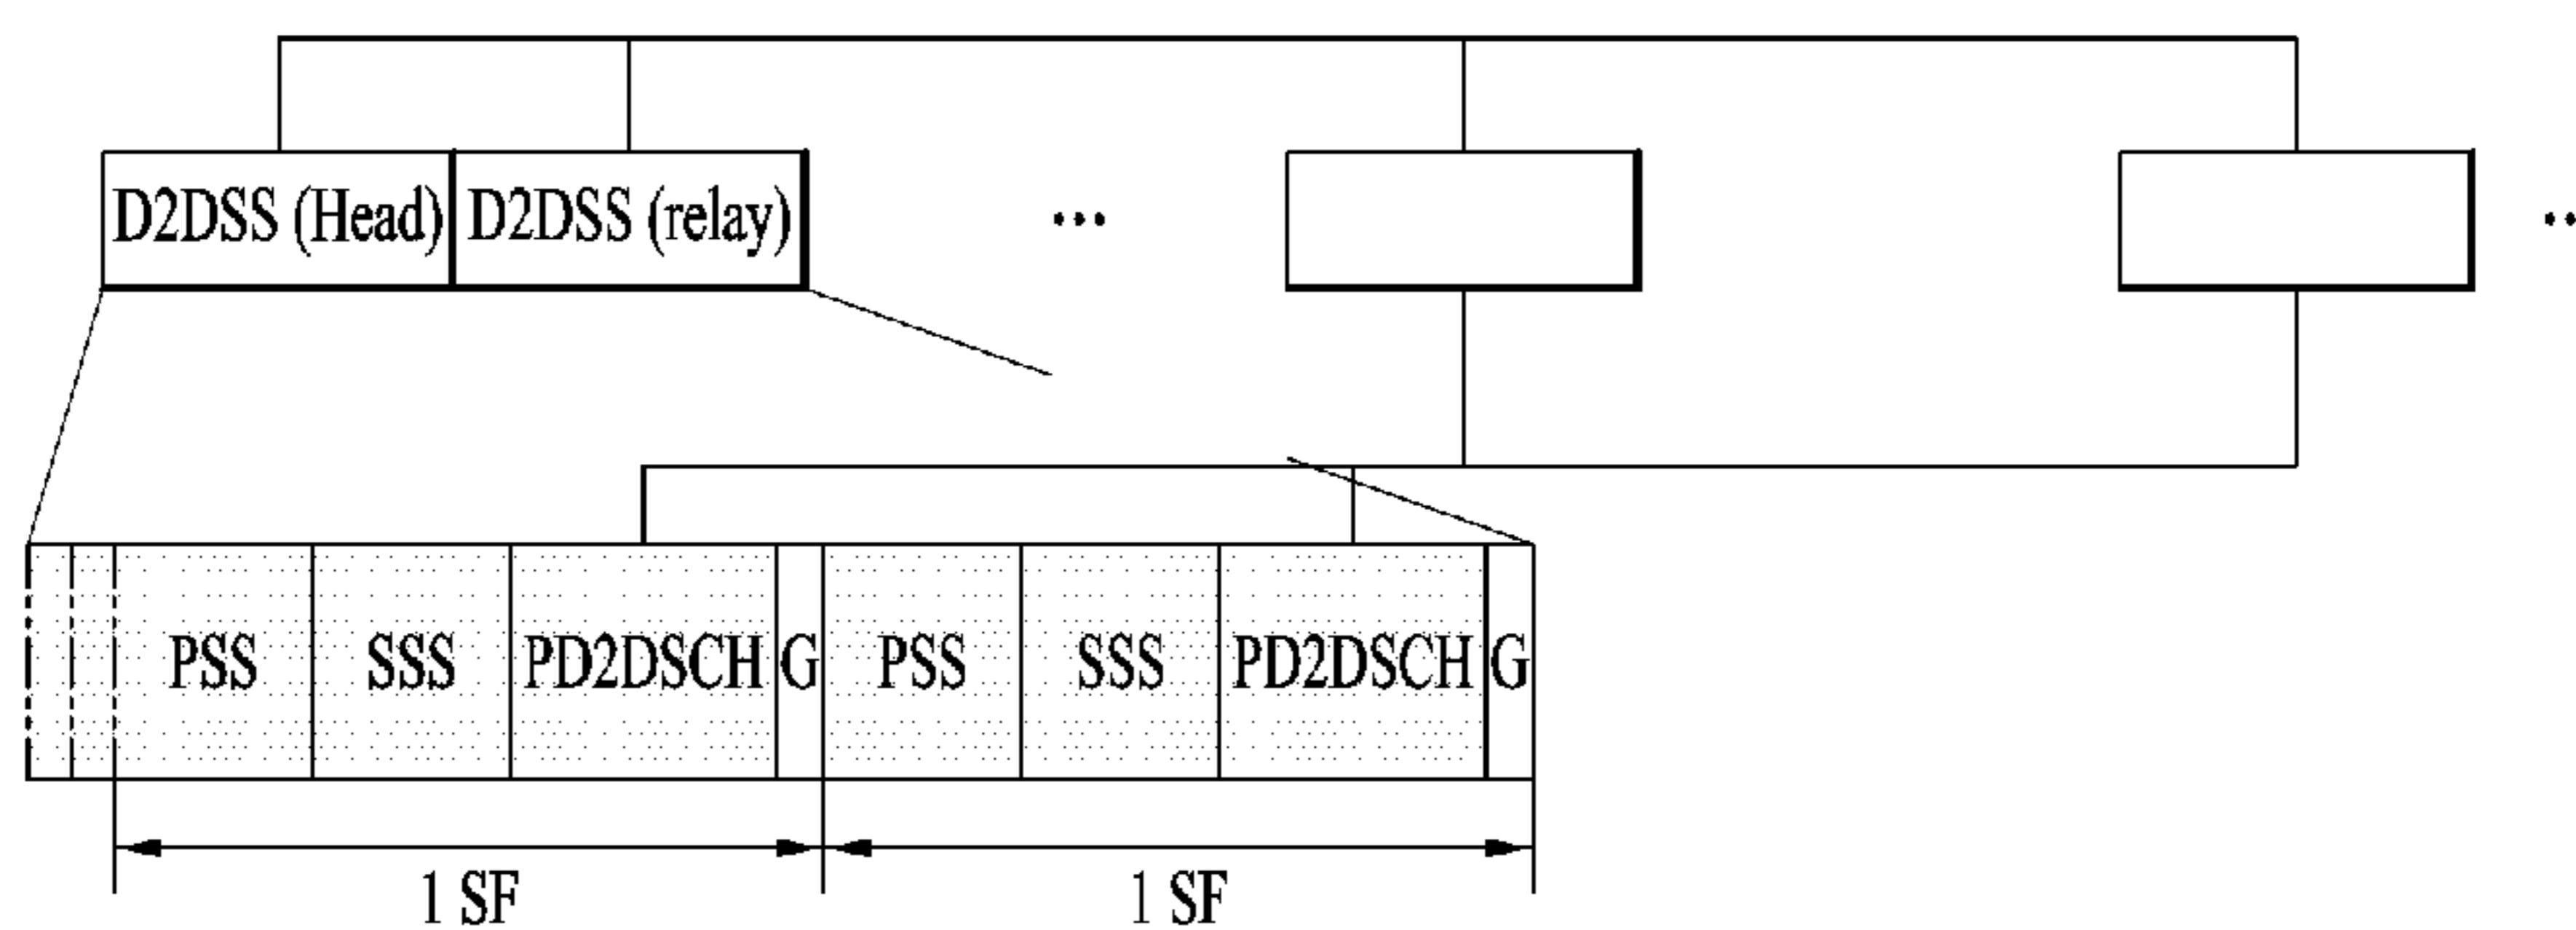 D2DSS (Head) D2DSS (relay) ... ..
PSS SSS PD2DSCH G PSS SSS PD2DSCH G
1 SF 1 SF